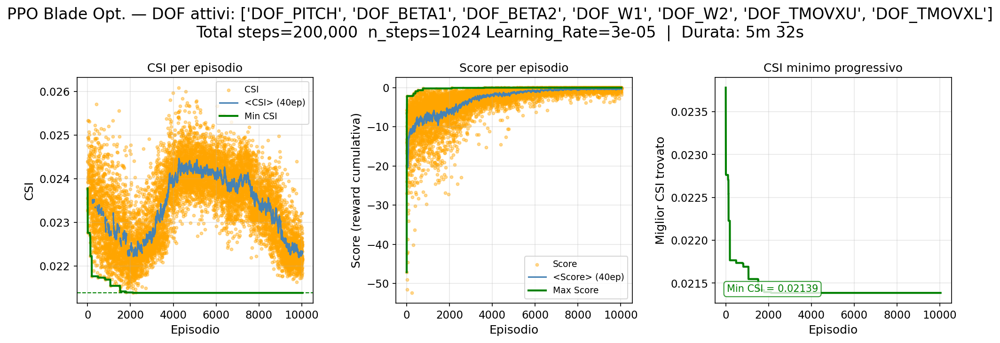 PPO Blade Opt. — DOF attivi: ['DOF_PITCH', 'DOF_BETA1', 'DOF_BETA2', 'DOF_W1', 'DOF_W2', 'DOF_TMOVXU', 'DOF_TMOVXL']
Total steps=200,000  n_steps=1024 Learning_Rate=3e-05  |  Durata: 5m 32s
CSI per episodio
CSI
0.026
0.025
0.024
0.023
0.022
0
2000
4000
6000
8000
10000
Episodio
CSI
<CSI> (40ep)
Min CSI
Score per episodio
Score (reward cumulativa)
0
−10
−20
−30
−40
−50
0
2000
4000
6000
8000
10000
Episodio
Score
<Score> (40ep)
Max Score
CSI minimo progressivo
Miglior CSI trovato
0.0235
0.0230
0.0225
0.0220
0.0215
0
2000
4000
6000
8000
10000
Episodio
Min CSI = 0.02139